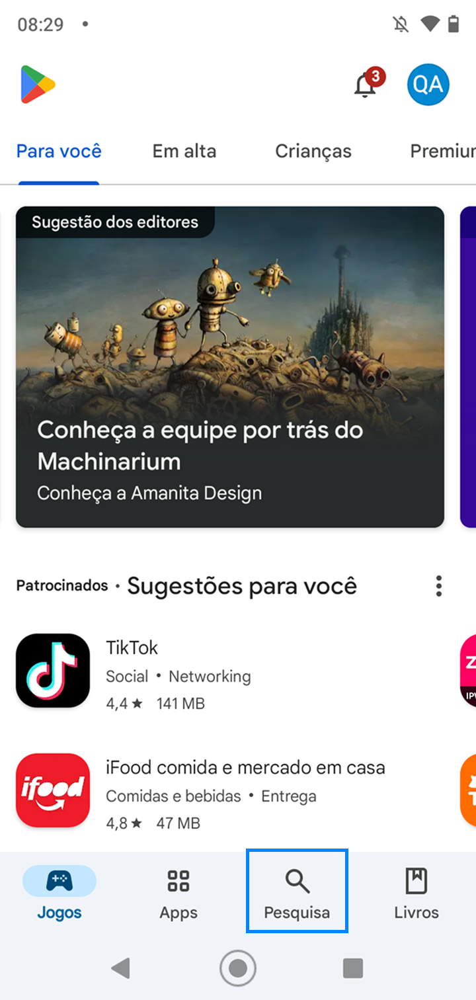 08:29
3
QA
Para você
Em alta
Crianças
Premiur
Sugestão dos editores
Conheça a equipe por trás do
Machinarium
Conheça a Amanita Design
Patrocinados • Sugestões para você
TikTok
Social • Networking
4,4 ★ 141 MB
Z
IPV
ifood
iFood comida e mercado em casa
Comidas e bebidas • Entrega
4,8 ★ 47 MB
Jogos
Apps
Pesquisa
Livros